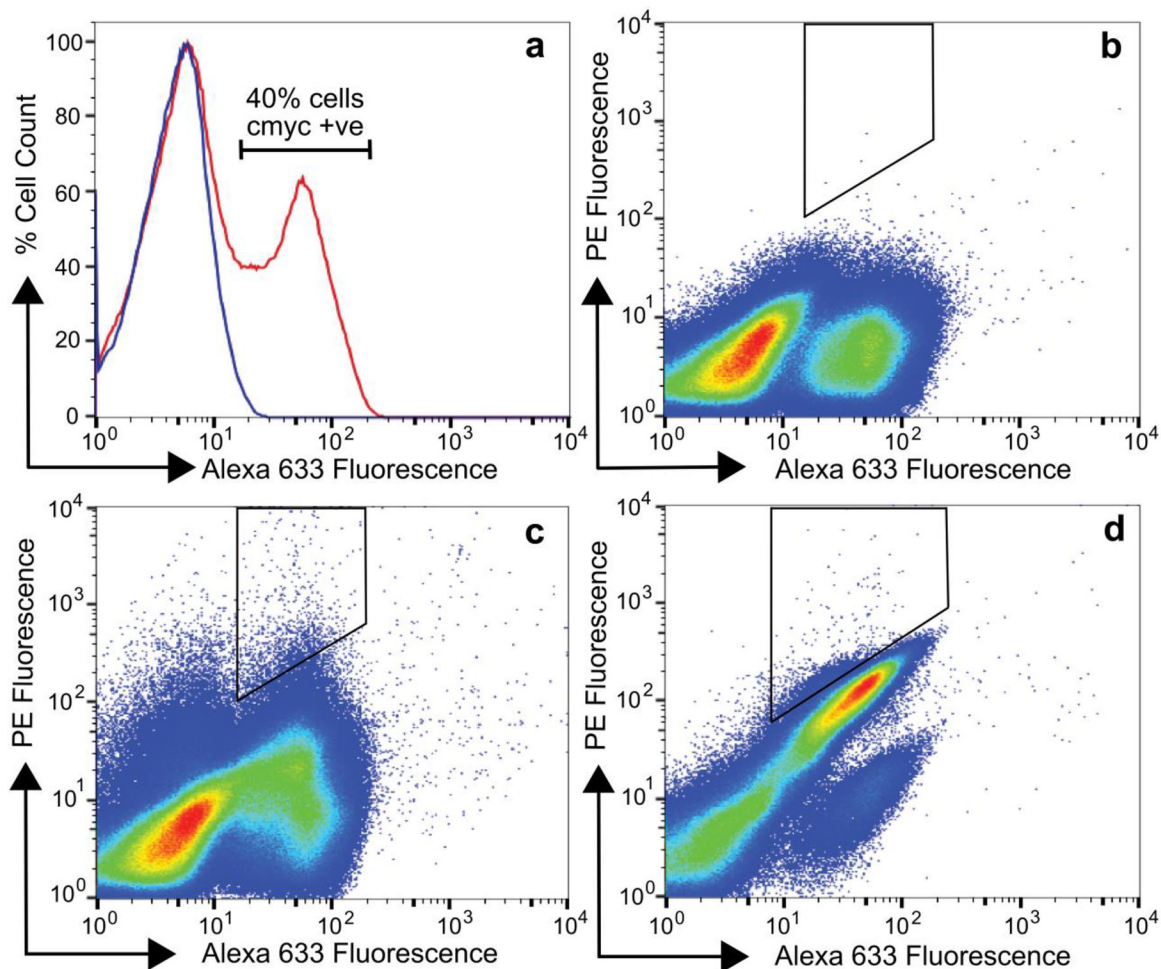 a
100
80
60
40
20
0
% Cell Count
40% cells
cmyc +ve
10^0 10^1 10^2 10^3 10^4
Alexa 633 Fluorescence
b
10^4
10^3
10^2
10^1
10^0
PE Fluorescence
10^0 10^1 10^2 10^3 10^4
Alexa 633 Fluorescence
c
10^4
10^3
10^2
10^1
10^0
PE Fluorescence
10^0 10^1 10^2 10^3 10^4
Alexa 633 Fluorescence
d
10^4
10^3
10^2
10^1
10^0
PE Fluorescence
10^0 10^1 10^2 10^3 10^4
Alexa 633 Fluorescence